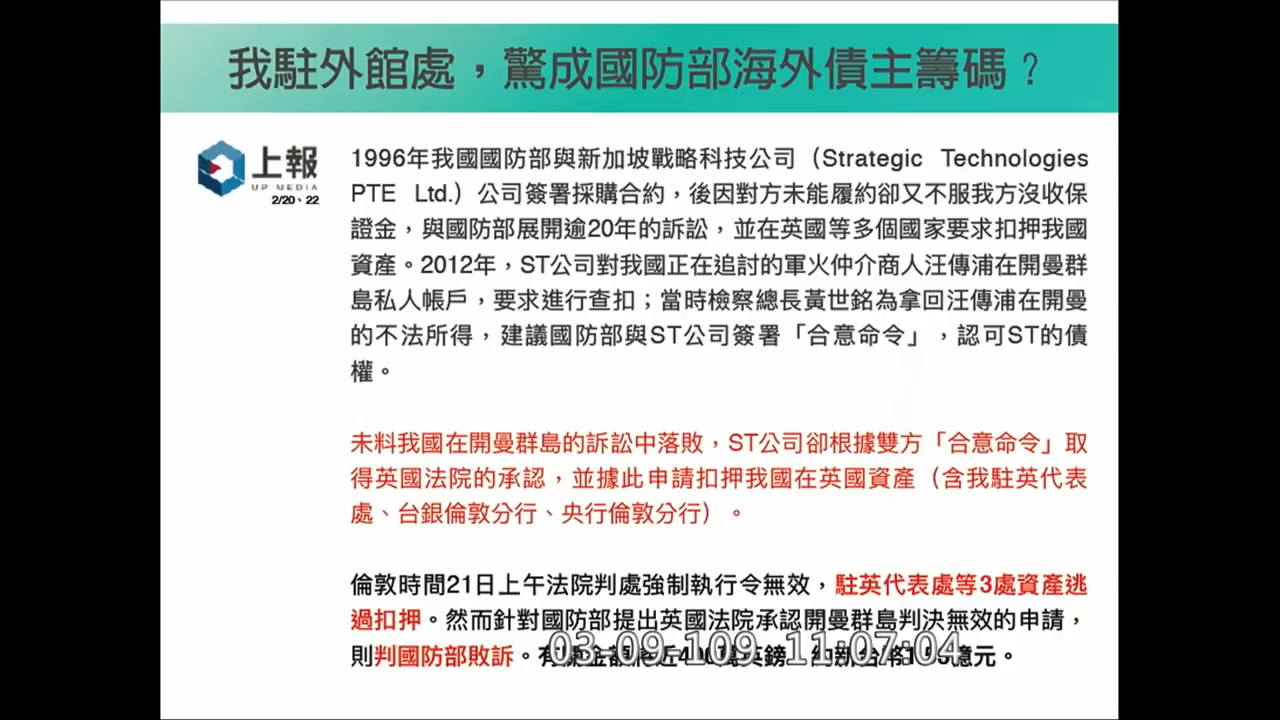 我駐外館處，驚成國防部海外債主籌碼？
上報
UP MEDIA
2/20、22
1996年我國國防部與新加坡戰略科技公司（Strategic Technologies
PTE Ltd.）公司簽署採購合約，後因對方未能履約卻又不服我方沒收保
證金，與國防部展開逾20年的訴訟，並在英國等多個國家要求扣押我國
資產。2012年，ST公司對我國正在追討的軍火仲介商人汪傳浦在開曼群
島私人帳戶，要求進行查扣；當時檢察總長黃世銘為拿回汪傳浦在開曼
的不法所得，建議國防部與ST公司簽署「合意命令」，認可ST的債
權。
未料我國在開曼群島的訴訟中落敗，ST公司卻根據雙方「合意命令」取
得英國法院的承認，並據此申請扣押我國在英國資產（含我駐英代表
處、台銀倫敦分行、央行倫敦分行）。
倫敦時間21日上午法院判處強制執行令無效，駐英代表處等3處資產逃
過扣押。然而針對國防部提出英國法院承認開曼群島判決無效的申請，
則判國防部敗訴。有 億元。
03-09-109 11:07:04